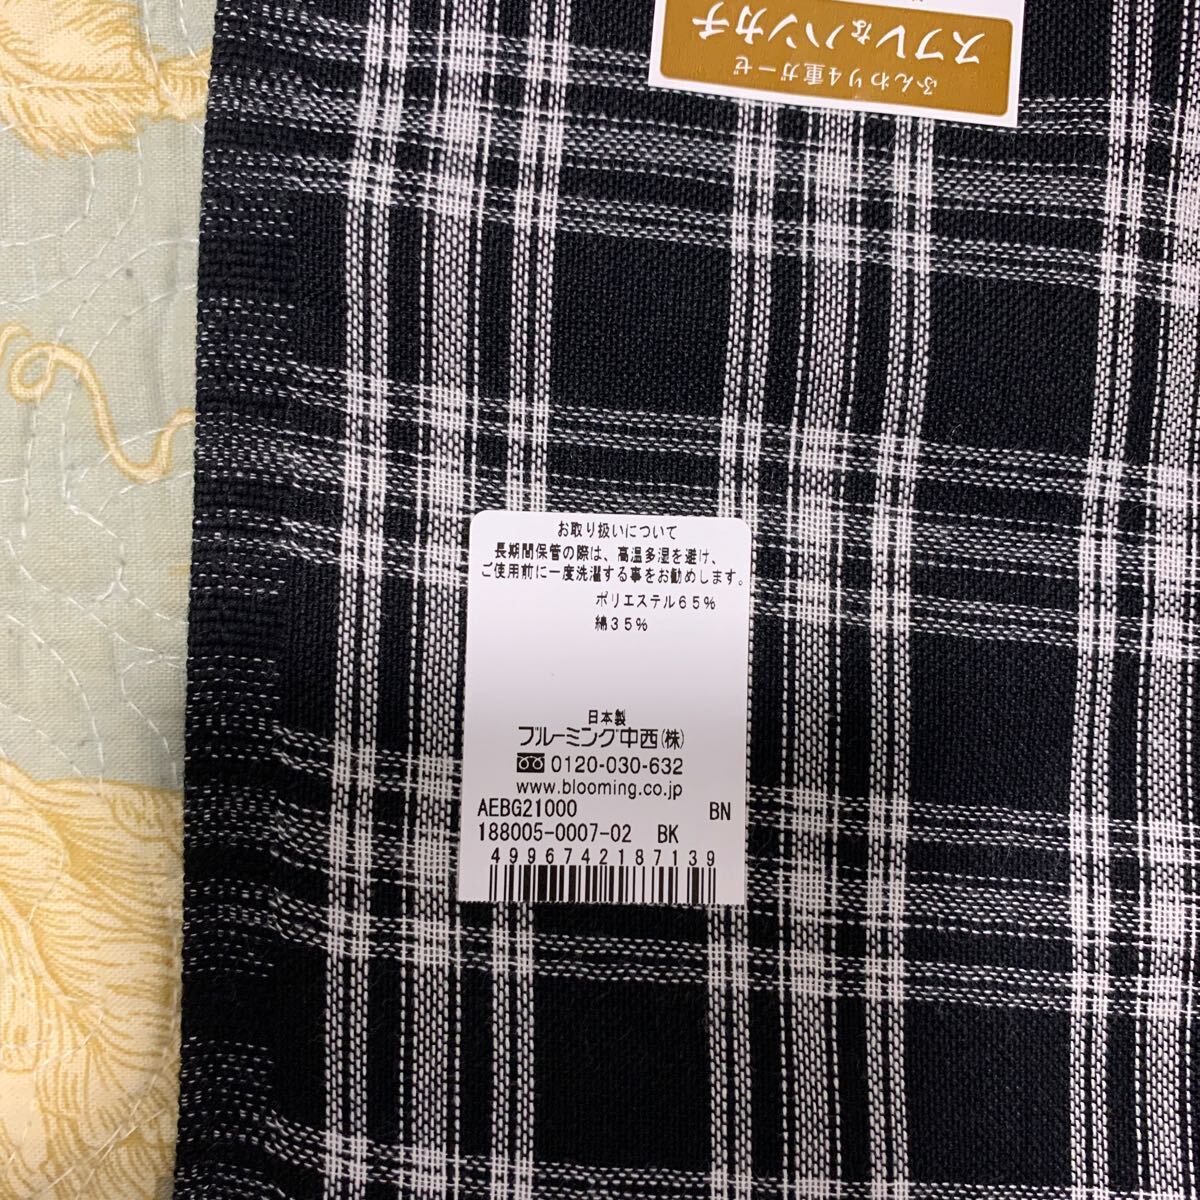 ふんわり4重ガーゼ
スフレなハンカチ
お取り扱いについて
長期間保管の際は、高温多湿を避け、
ご使用前に一度洗濯する事をお勧めします。
ポリエステル65%
綿35%
日本製
ブルーミング中西(株)
0120-030-632
www.blooming.co.jp
AEBG21000 BN
188005-0007-02 BK
4996742187139